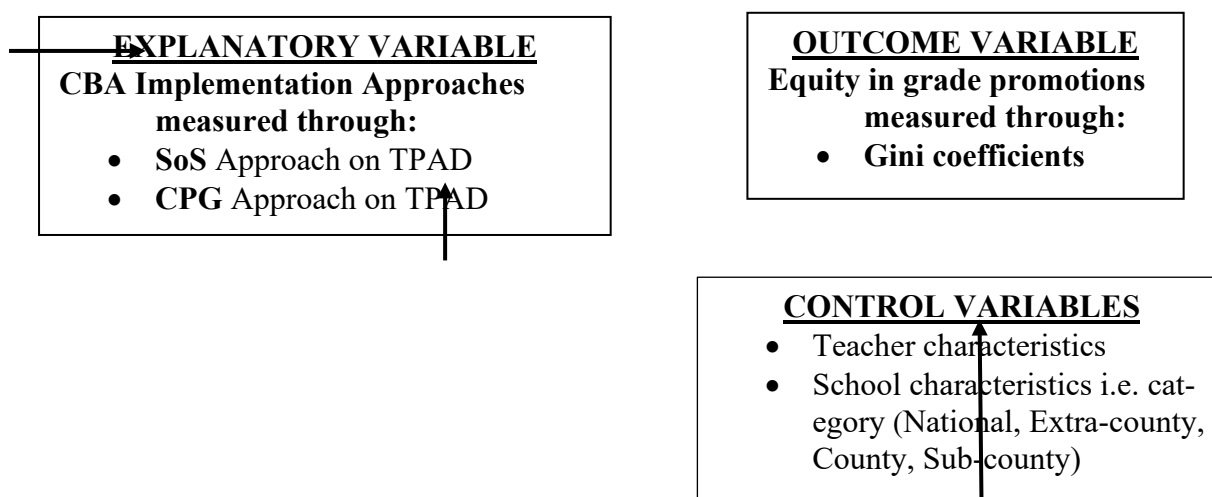 EXPLANATORY VARIABLE
CBA Implementation Approaches
measured through:
• SoS Approach on TPAD
• CPG Approach on TPAD
OUTCOME VARIABLE
Equity in grade promotions
measured through:
• Gini coefficients
CONTROL VARIABLES
• Teacher characteristics
• School characteristics i.e. cat-
egory (National, Extra-county,
County, Sub-county)